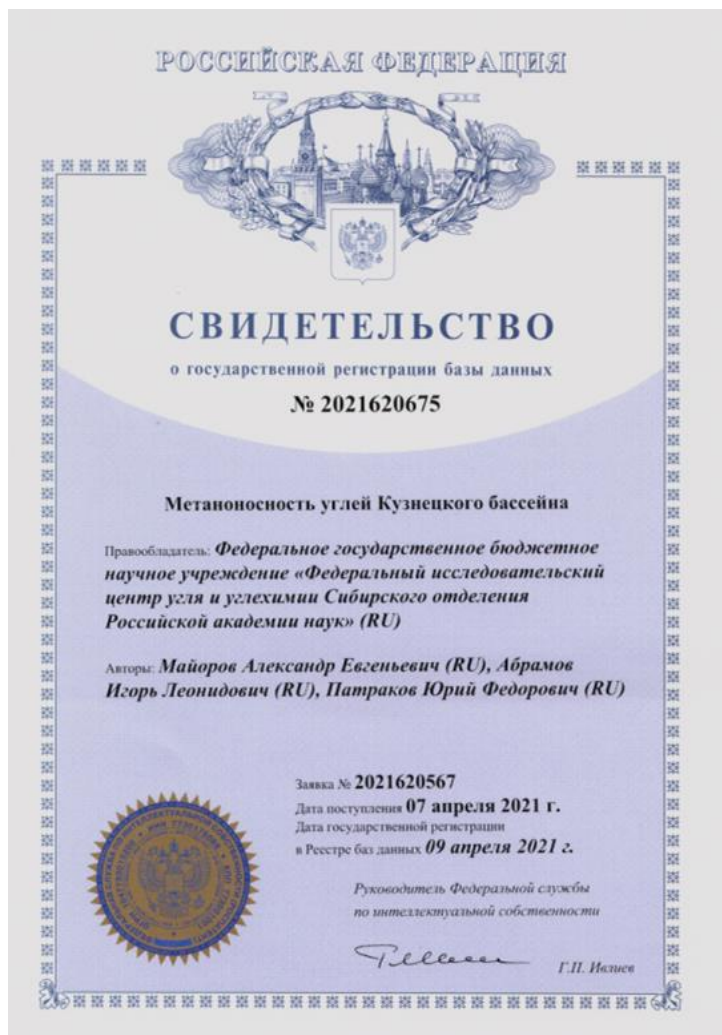 РОССИЙСКАЯ ФЕДЕРАЦИЯ
СВИДЕТЕЛЬСТВО
о государственной регистрации базы данных
№ 2021620675
Метаноносность углей Кузнецкого бассейна
Правообладатель: Федеральное государственное бюджетное
научное учреждение «Федеральный исследовательский
центр угля и углехимии Сибирского отделения
Российской академии наук» (RU)
Авторы: Майоров Александр Евгеньевич (RU), Абрамов
Игорь Леонидович (RU), Патраков Юрий Федорович (RU)
Заявка № 2021620567
Дата поступления 07 апреля 2021 г.
Дата государственной регистрации
в Реестре баз данных 09 апреля 2021 г.
Руководитель Федеральной службы
по интеллектуальной собственности
Г.П. Ивлиев